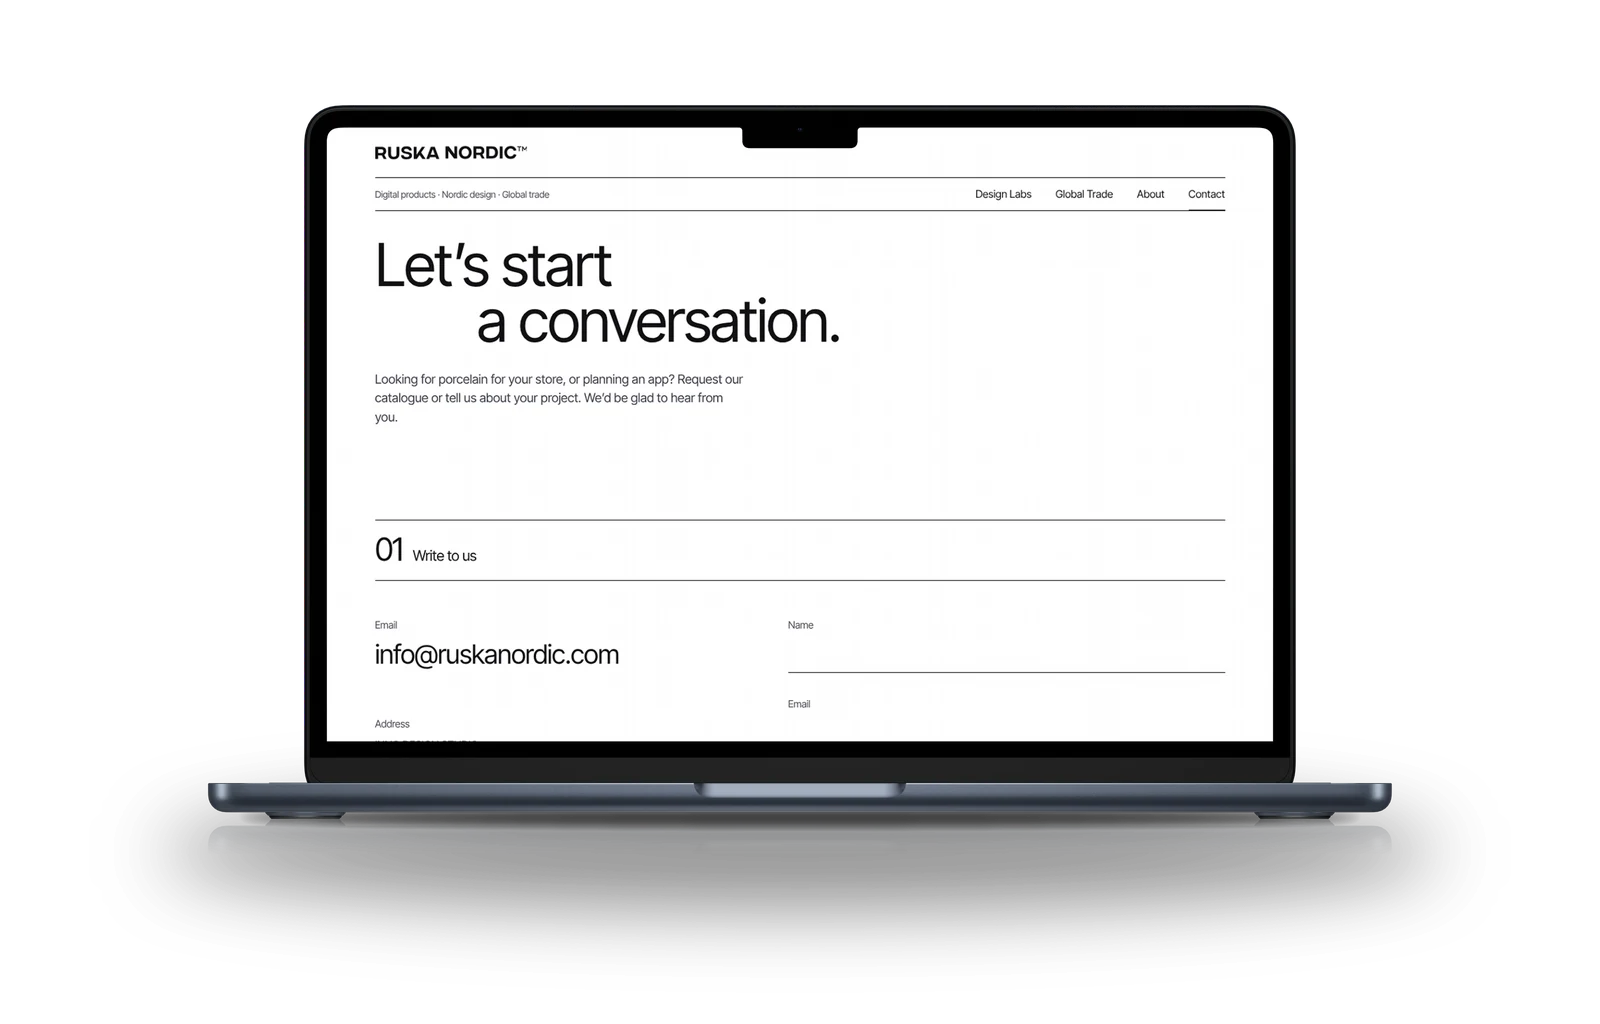 RUSKA NORDIC™
Digital products · Nordic design · Global trade
Design Labs
Global Trade
About
Contact
Let’s start
a conversation.
Looking for porcelain for your store, or planning an app? Request our
catalogue or tell us about your project. We’d be glad to hear from
you.
01 Write to us
Email
info@ruskanordic.com
Address
Name
Email